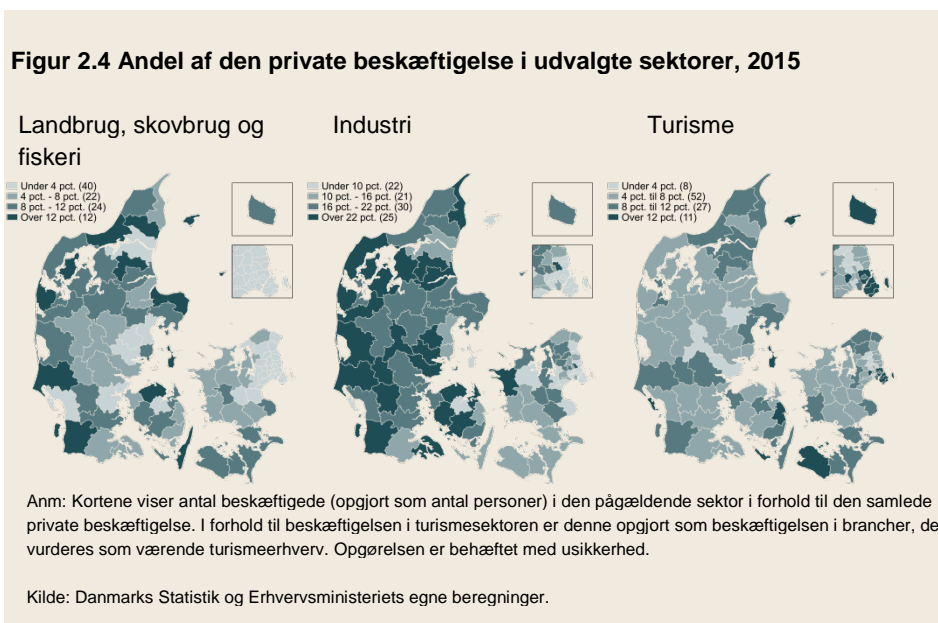 Figur 2.4 Andel af den private beskæftigelse i udvalgte sektorer, 2015
Landbrug, skovbrug og
fiskeri
Under 4 pct. (40)
4 pct. - 8 pct. (22)
8 pct. - 12 pct. (24)
Over 12 pct. (12)
Industri
Under 10 pct. (22)
10 pct. - 16 pct. (21)
16 pct. - 22 pct. (30)
Over 22 pct. (25)
Turisme
Under 4 pct. (8)
4 pct. til 8 pct. (52)
8 pct. til 12 pct. (27)
Over 12 pct. (11)
Anm: Kortene viser antal beskæftigede (opgjort som antal personer) i den pågældende sektor i forhold til den samlede
private beskæftigelse. I forhold til beskæftigelsen i turismesektoren er denne opgjort som beskæftigelsen i brancher, de
vurderes som værende turismeerhverv. Opgørelsen er behæftet med usikkerhed.
Kilde: Danmarks Statistik og Erhvervsministeriets egne beregninger.